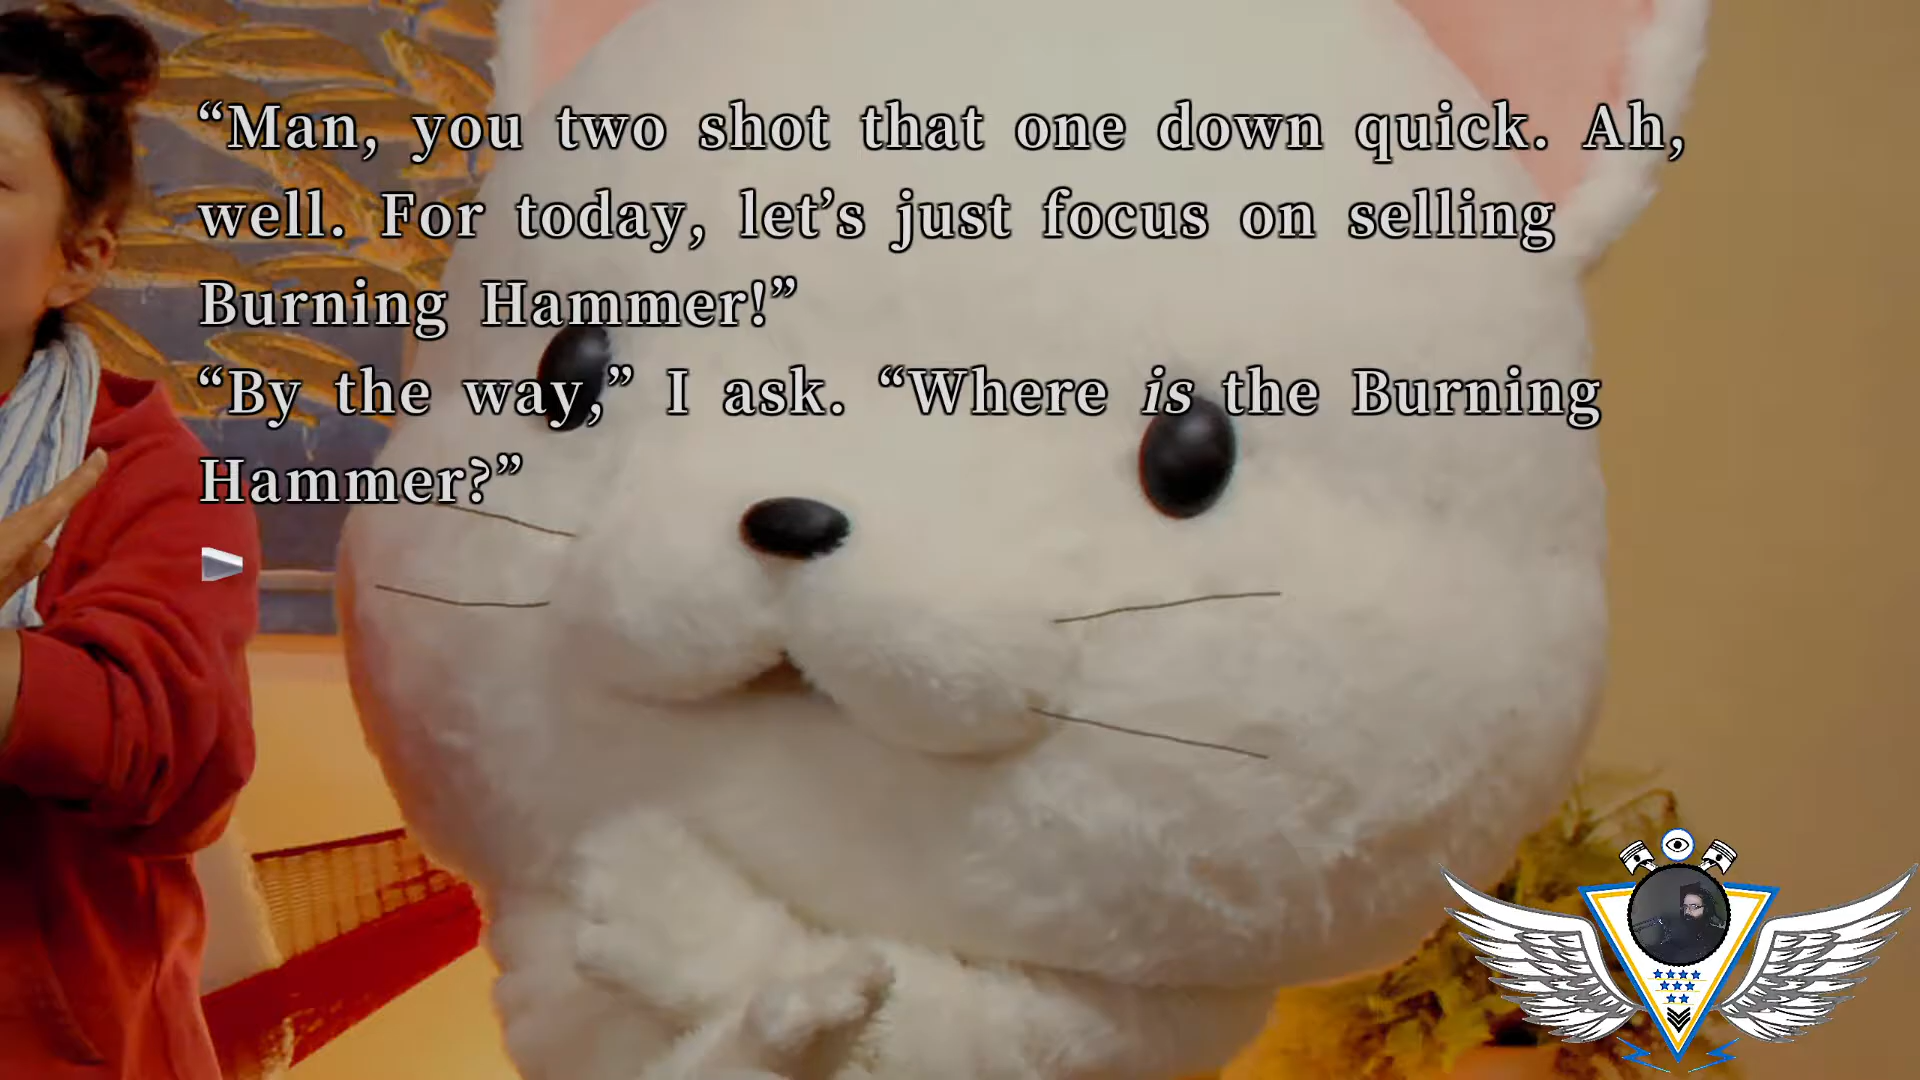 “Man, you two shot that one down quick. Ah,
well. For today, let’s just focus on selling
Burning Hammer!”
“By the way,” I ask. “Where is the Burning
Hammer?”